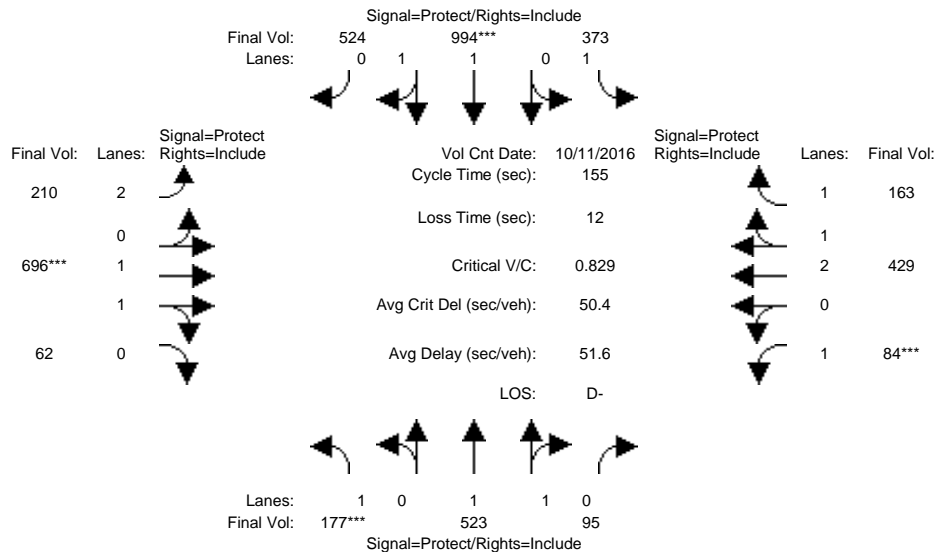 Signal=Protect/Rights=Include
Final Vol: 524 994*** 373
Lanes: 0 1 1 0 1
Signal=Protect
Final Vol: Lanes: Rights=Include
Vol Cnt Date: 10/11/2016
Signal=Protect
Rights=Include Lanes: Final Vol:
Cycle Time (sec): 155
210 2
1 163
Loss Time (sec): 12
0
1
696*** 1
Critical V/C: 0.829
2 429
1
Avg Crit Del (sec/veh): 50.4
0
62 0
Avg Delay (sec/veh): 51.6
1 84***
LOS: D-
Lanes: 1 0 1 1 0
Final Vol: 177*** 523 95
Signal=Protect/Rights=Include